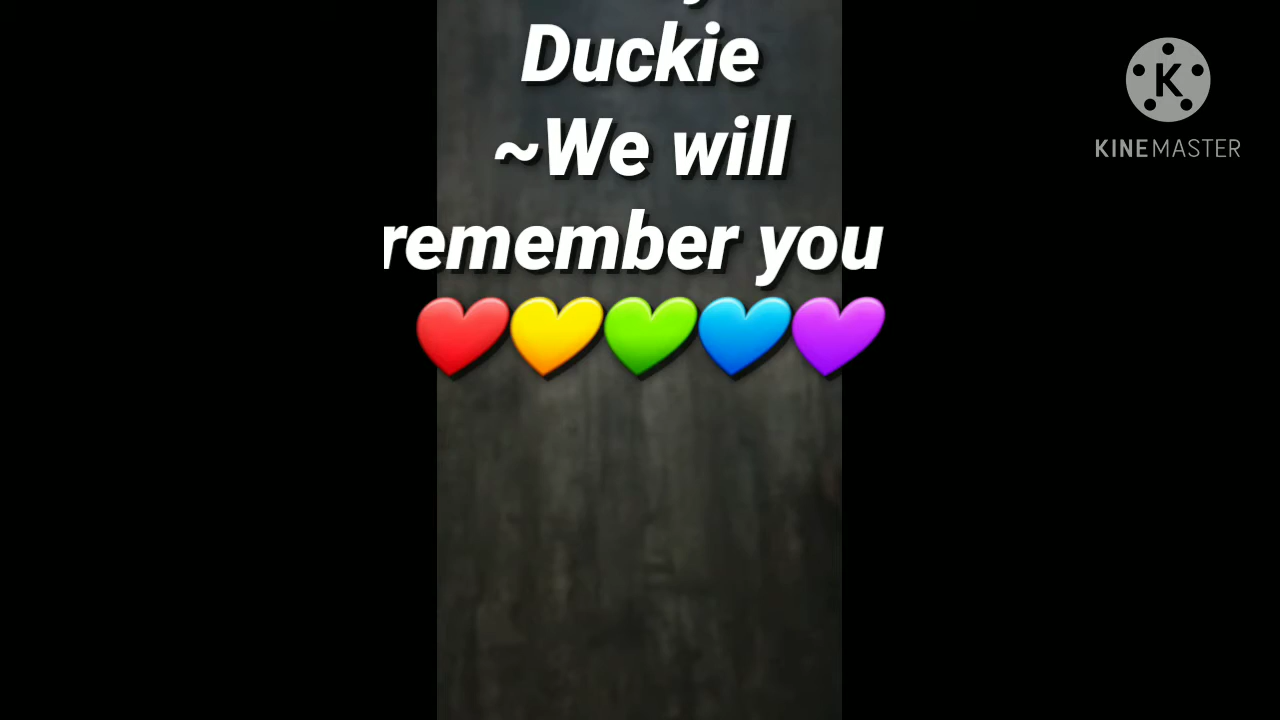 Duckie
~We will
remember you
❤️💛💚💙💜
K
KINEMASTER